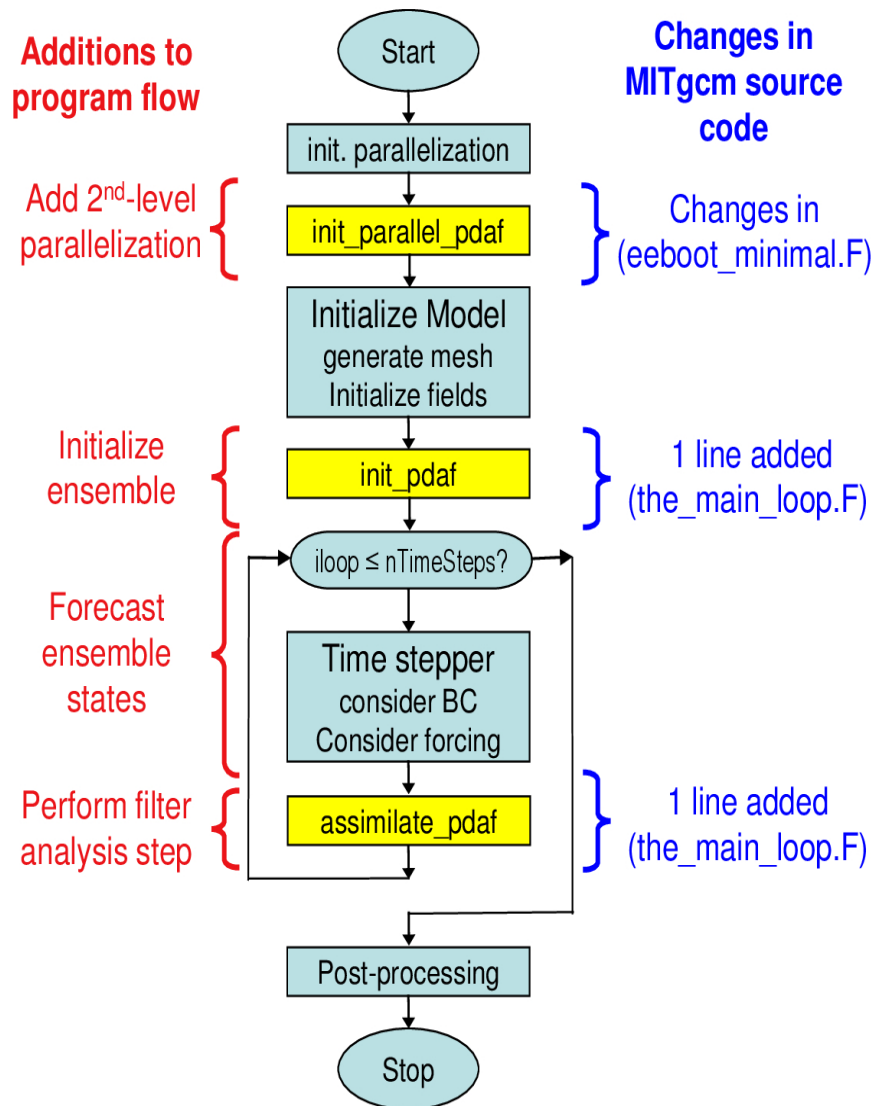 Additions to
program flow
Start
Changes in
MITgcm source
code
init. parallelization
Add 2nd-level
parallelization
init_parallel_pdaf
Changes in
(eeboot_minimal.F)
Initialize Model
generate mesh
Initialize fields
Initialize
ensemble
init_pdaf
1 line added
(the_main_loop.F)
iloop ≤ nTimeSteps?
Forecast
ensemble
states
Time stepper
consider BC
Consider forcing
Perform filter
analysis step
assimilate_pdaf
1 line added
(the_main_loop.F)
Post-processing
Stop